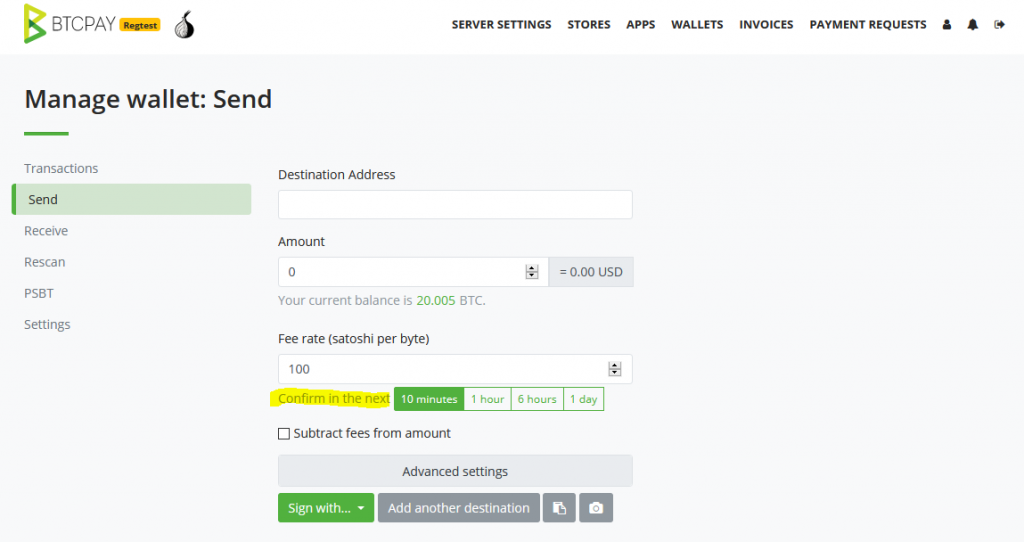 BTCPAY Regtest
SERVER SETTINGS STORES APPS WALLETS INVOICES PAYMENT REQUESTS
Manage wallet: Send
Transactions
Send
Receive
Rescan
PSBT
Settings
Destination Address
Amount
0 = 0.00 USD
Your current balance is 20.005 BTC.
Fee rate (satoshi per byte)
100
Confirm in the next 10 minutes 1 hour 6 hours 1 day
Subtract fees from amount
Advanced settings
Sign with... Add another destination